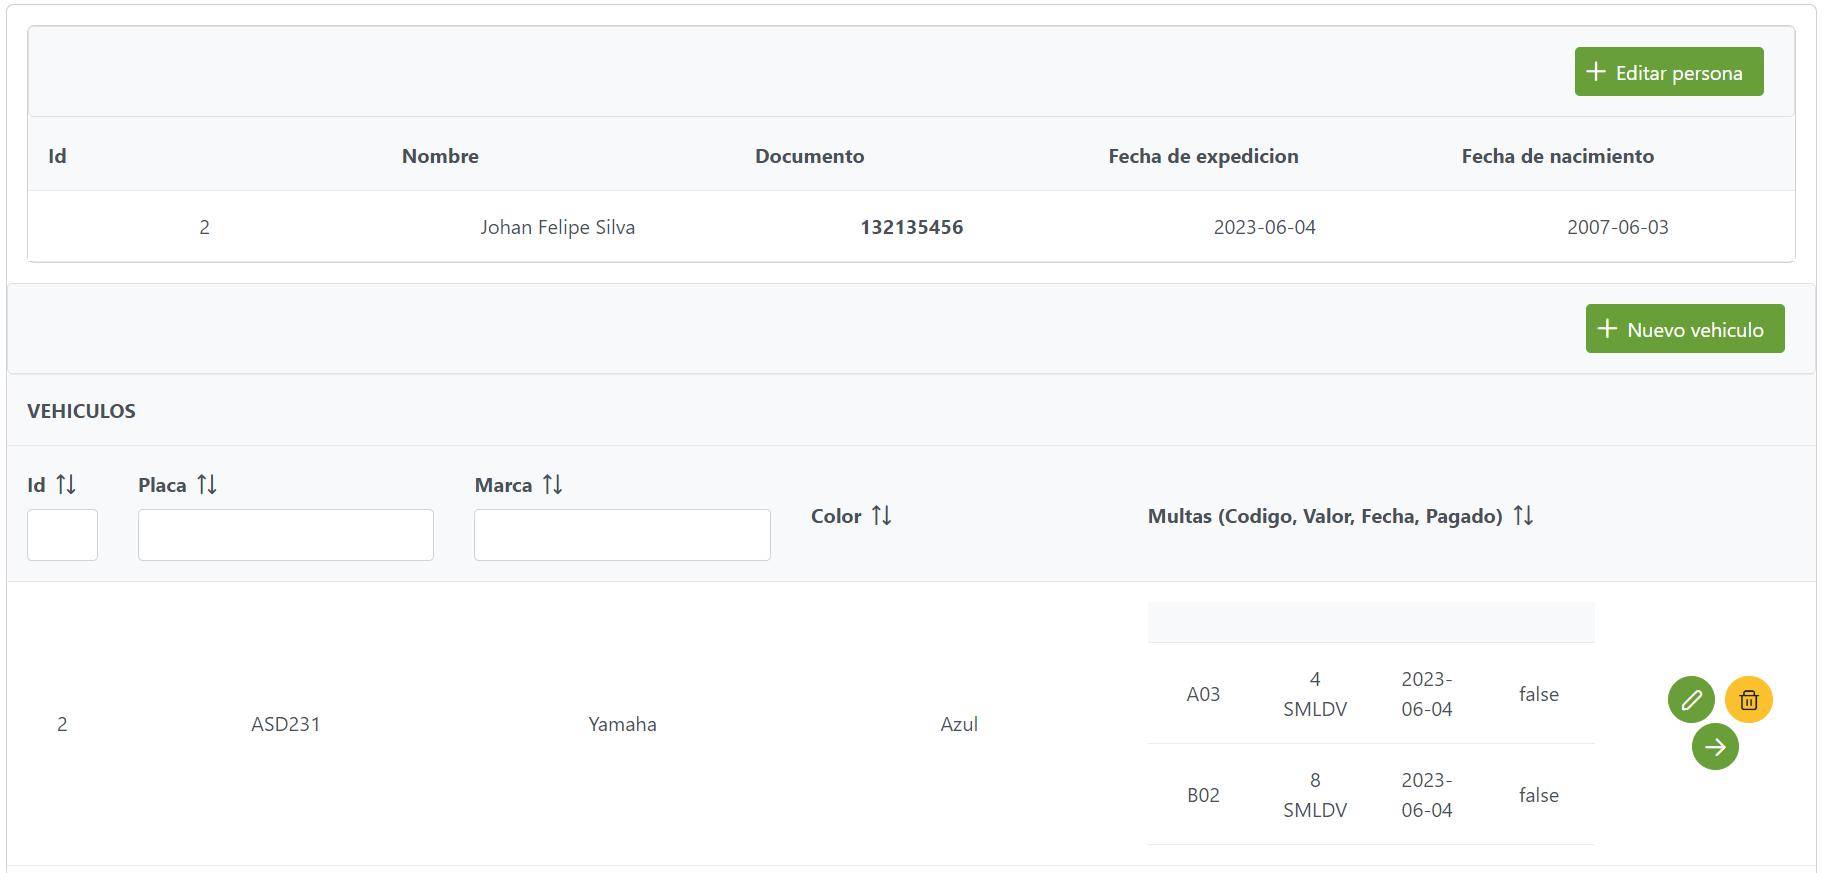 Editar persona
Id Nombre Documento Fecha de expedicion Fecha de nacimiento
2 Johan Felipe Silva 132135456 2023-06-04 2007-06-03
Nuevo vehiculo
VEHICULOS
Id Placa Marca Color Multas (Codigo, Valor, Fecha, Pagado)
2 ASD231 Yamaha Azul
A03 4 SMLDV 2023-06-04 false
B02 8 SMLDV 2023-06-04 false